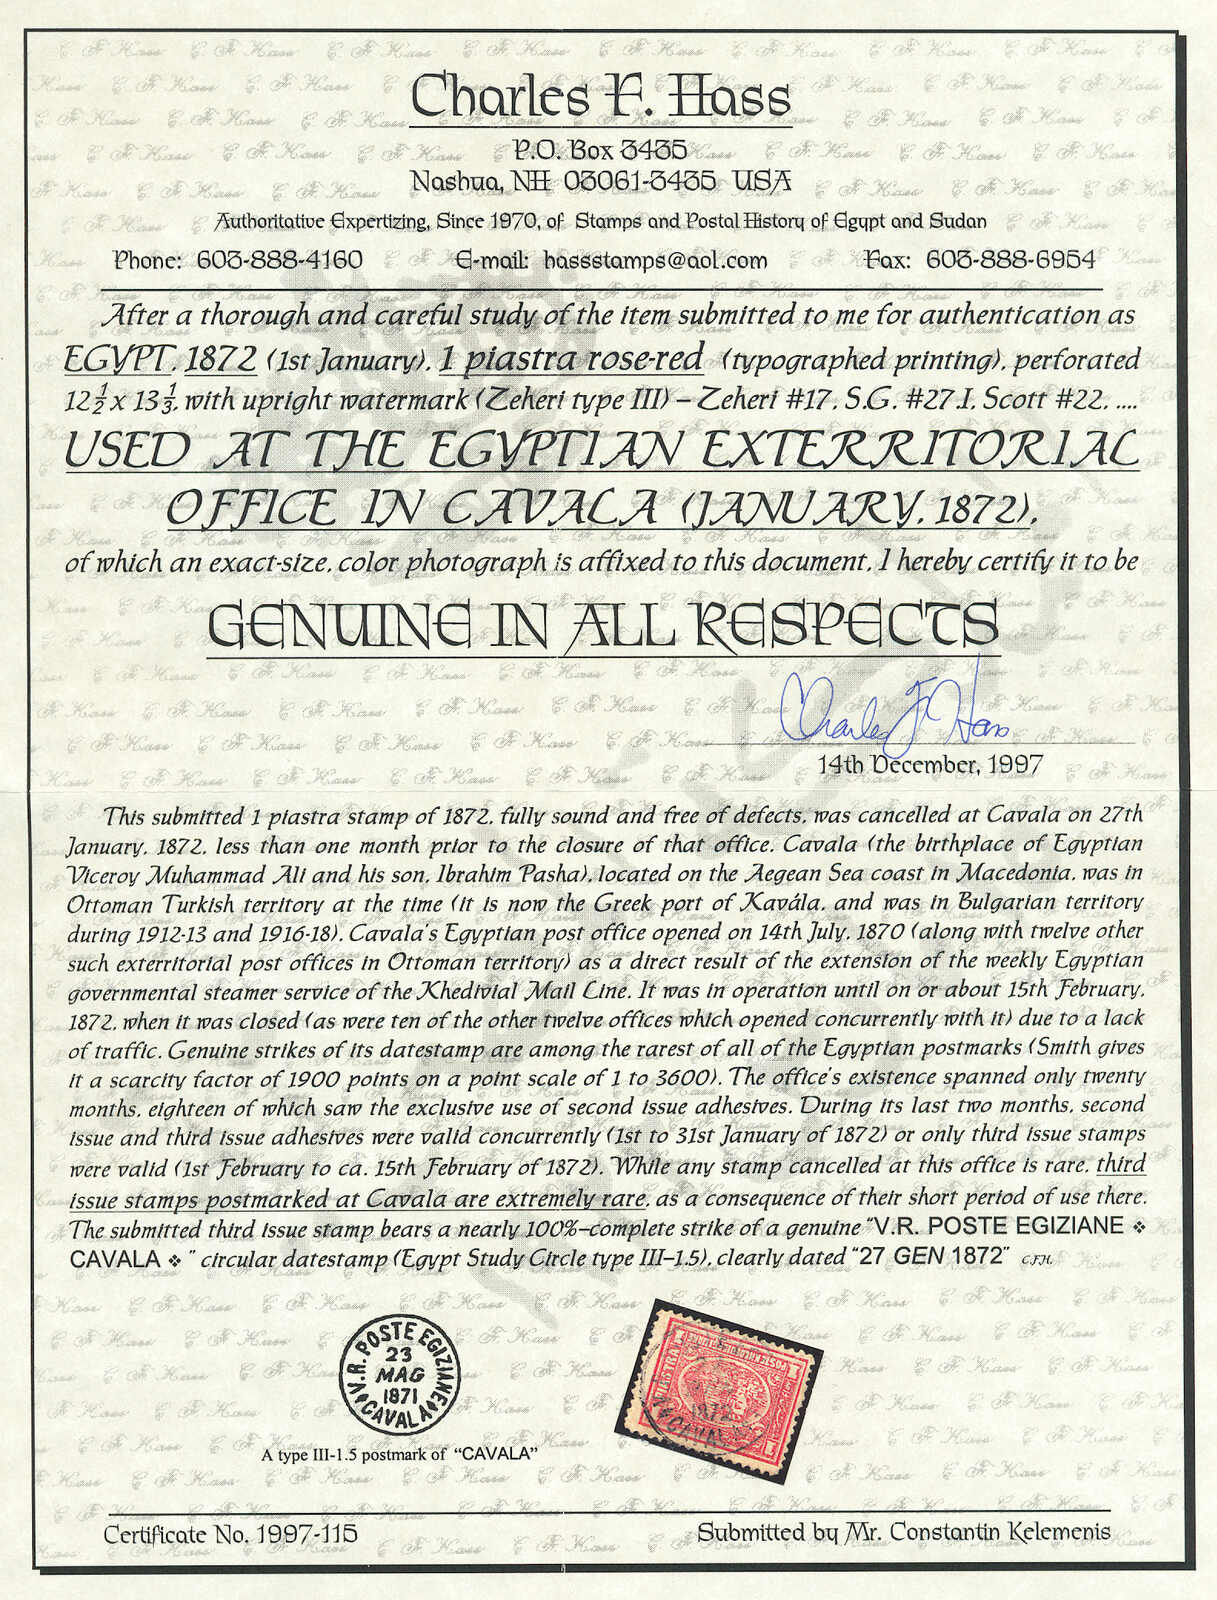 Charles F. Hass
P.O. Box 3435
Nashua, NH 03061-3435 USA
Authoritative Expertizing, Since 1970, of Stamps and Postal History of Egypt and Sudan
Phone: 603-888-4160 E-mail: hassstamps@aol.com Fax: 603-888-6954
After a thorough and careful study of the item submitted to me for authentication as
EGYPT, 1872 (1st January), 1 piastra rose-red (typographed printing), perforated
12½ x 13⅓, with upright watermark (Zeheri type III) – Zeheri #17, S.G. #27.I, Scott #22, ....
USED AT THE EGYPTIAN EXTERRITORIAL
OFFICE IN CAVALA (JANUARY, 1872),
of which an exact-size, color photograph is affixed to this document, I hereby certify it to be
GENUINE IN ALL RESPECTS
Charles F. Hass
14th December, 1997
This submitted 1 piastra stamp of 1872, fully sound and free of defects, was cancelled at Cavala on 27th
January, 1872, less than one month prior to the closure of that office. Cavala (the birthplace of Egyptian
Viceroy Muhammad Ali and his son, Ibrahim Pasha), located on the Aegean Sea coast in Macedonia, was in
Ottoman Turkish territory at the time (it is now the Greek port of Kavála, and was in Bulgarian territory
during 1912-13 and 1916-18). Cavala's Egyptian post office opened on 14th July, 1870 (along with twelve other
such exterritorial post offices in Ottoman territory) as a direct result of the extension of the weekly Egyptian
governmental steamer service of the Khedivial Mail Line. It was in operation until on or about 15th February,
1872, when it was closed (as were ten of the other twelve offices which opened concurrently with it) due to a lack
of traffic. Genuine strikes of its datestamp are among the rarest of all of the Egyptian postmarks (Smith gives
it a scarcity factor of 1900 points on a point scale of 1 to 3600). The office's existence spanned only twenty
months, eighteen of which saw the exclusive use of second issue adhesives. During its last two months, second
issue and third issue adhesives were valid concurrently (1st to 31st January of 1872) or only third issue stamps
were valid (1st February to ca. 15th February of 1872). While any stamp cancelled at this office is rare, third
issue stamps postmarked at Cavala are extremely rare, as a consequence of their short period of use there.
The submitted third issue stamp bears a nearly 100%–complete strike of a genuine "V.R. POSTE EGIZIANE ❖
CAVALA ❖" circular datestamp (Egypt Study Circle type III–1.5), clearly dated "27 GEN 1872" C.F.H.
V.R. POSTE EGIZIANE
23
MAG
1871
CAVALA
1872
CAVALA
A type III-1.5 postmark of "CAVALA"
Certificate No. 1997-115 Submitted by Mr. Constantin Kelemenis